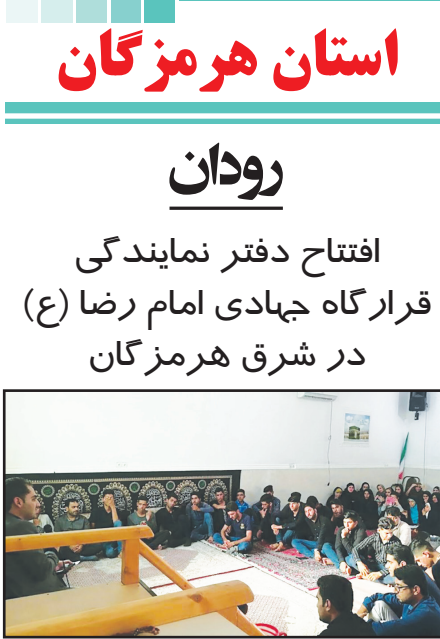 استان هرمزگان
رودان
افتتاح دفتر نمایندگی
قرارگاه جهادی امام رضا (ع)
در شرق هرمزگان